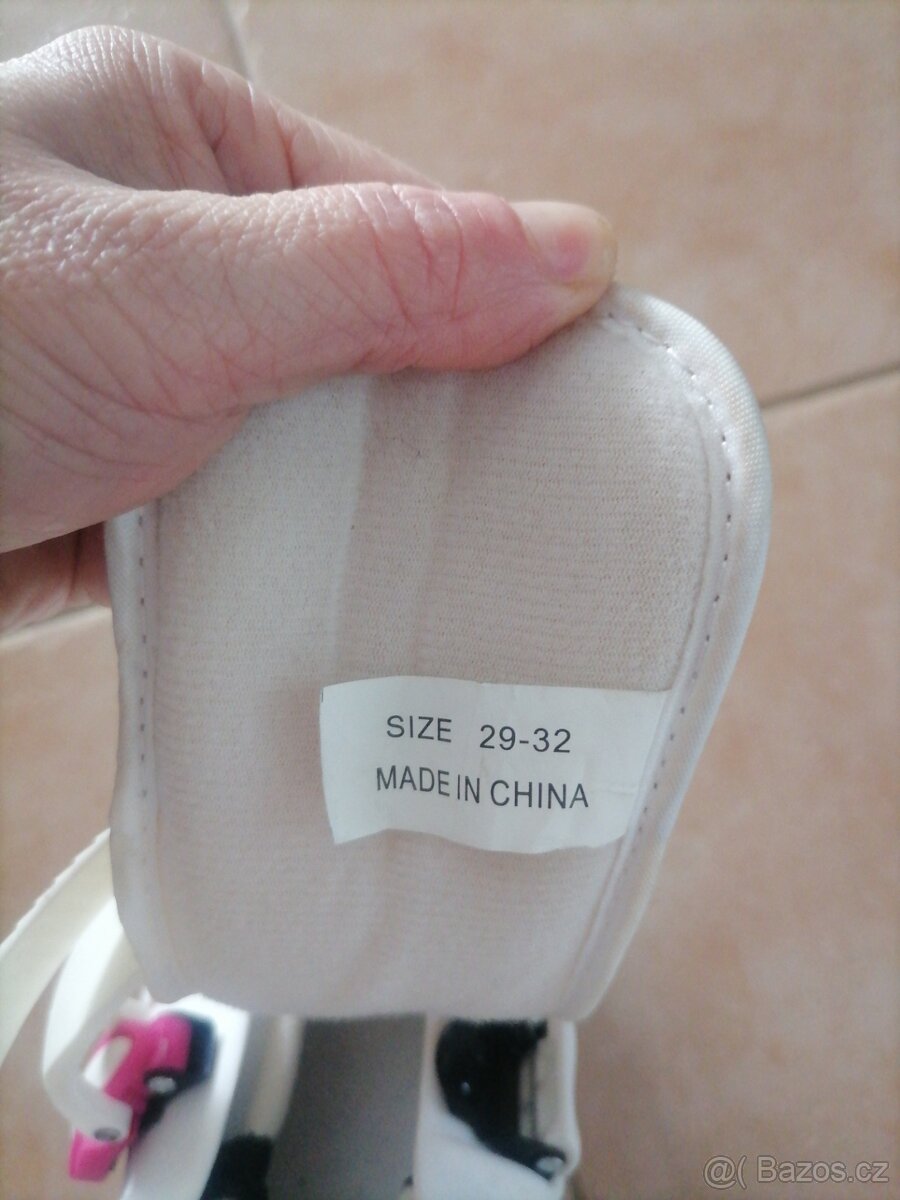 SIZE 29-32
MADE IN CHINA
@( Bazos.cz